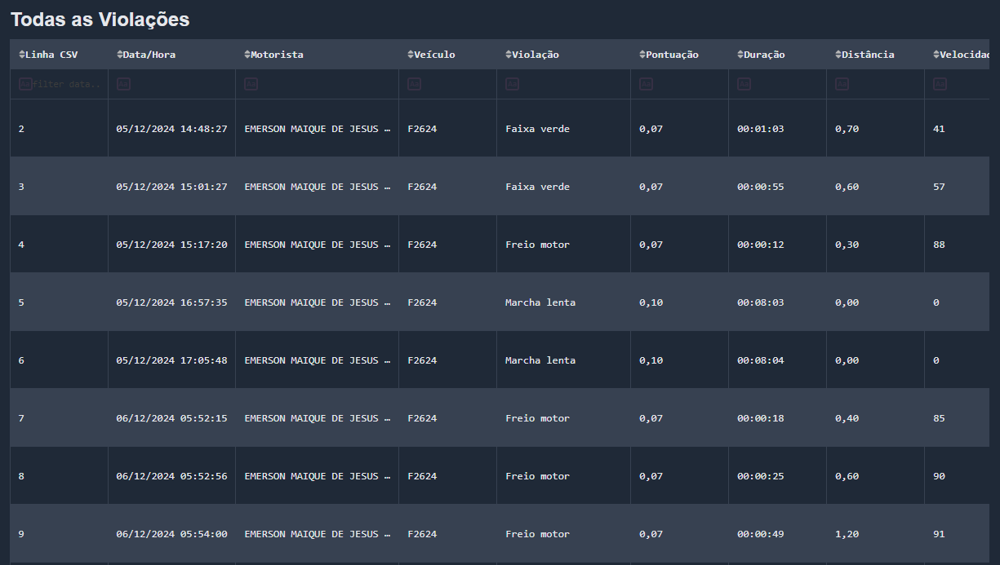 Todas as Violações
Linha CSV Data/Hora Motorista Veículo Violação Pontuação Duração Distância Velocidad
Aa filter data.. Aa Aa Aa Aa Aa Aa Aa Aa
2 05/12/2024 14:48:27 EMERSON MAIQUE DE JESUS … F2624 Faixa verde 0,07 00:01:03 0,70 41
3 05/12/2024 15:01:27 EMERSON MAIQUE DE JESUS … F2624 Faixa verde 0,07 00:00:55 0,60 57
4 05/12/2024 15:17:20 EMERSON MAIQUE DE JESUS … F2624 Freio motor 0,07 00:00:12 0,30 88
5 05/12/2024 16:57:35 EMERSON MAIQUE DE JESUS … F2624 Marcha lenta 0,10 00:08:03 0,00 0
6 05/12/2024 17:05:48 EMERSON MAIQUE DE JESUS … F2624 Marcha lenta 0,10 00:08:04 0,00 0
7 06/12/2024 05:52:15 EMERSON MAIQUE DE JESUS … F2624 Freio motor 0,07 00:00:18 0,40 85
8 06/12/2024 05:52:56 EMERSON MAIQUE DE JESUS … F2624 Freio motor 0,07 00:00:25 0,60 90
9 06/12/2024 05:54:00 EMERSON MAIQUE DE JESUS … F2624 Freio motor 0,07 00:00:49 1,20 91